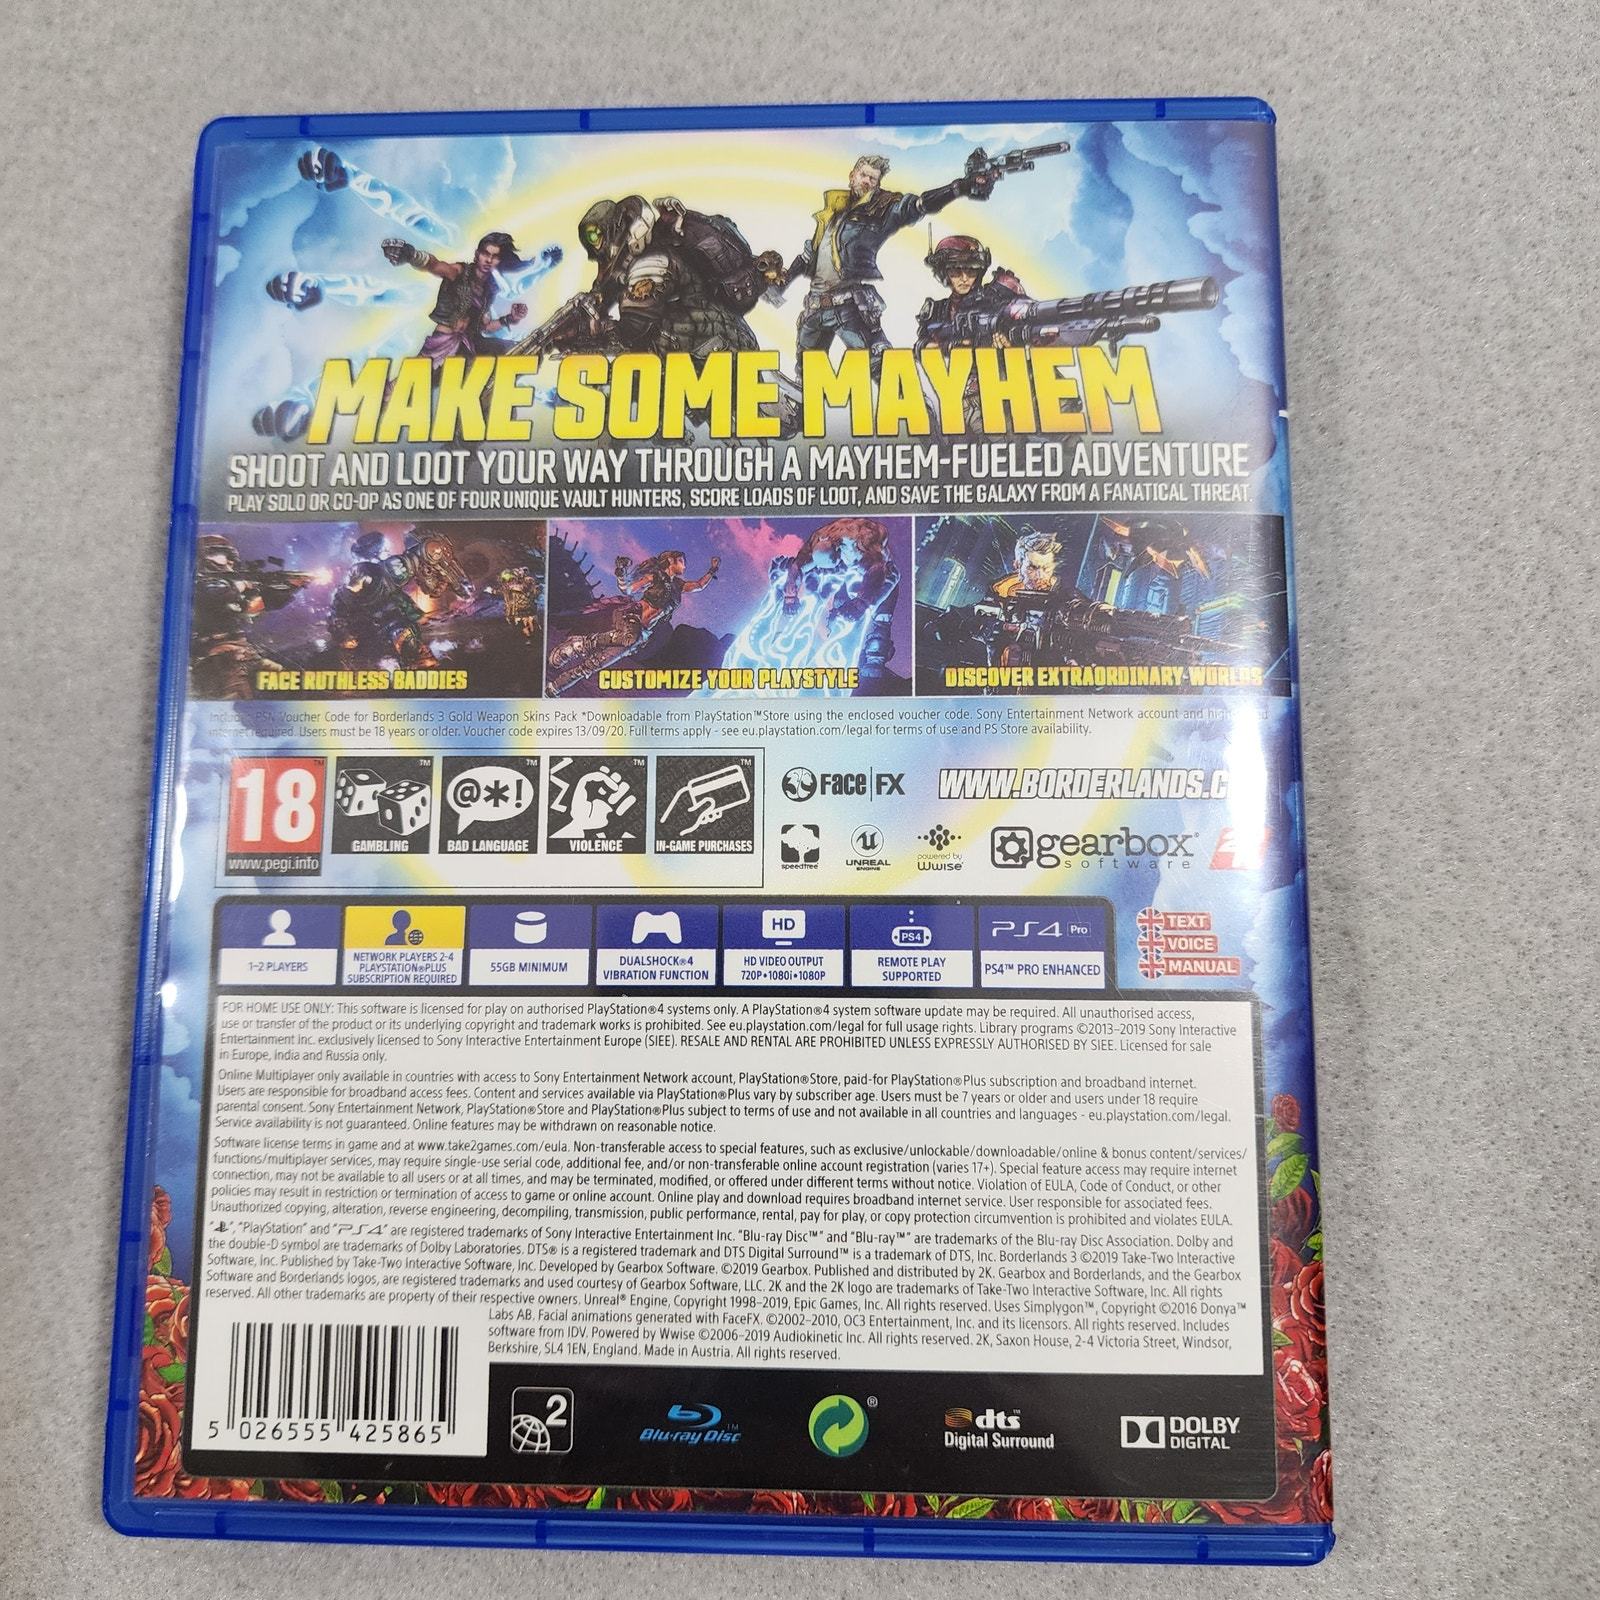 MAKE SOME MAYHEM
SHOOT AND LOOT YOUR WAY THROUGH A MAYHEM-FUELED ADVENTURE
PLAY SOLO OR CO-OP AS ONE OF FOUR UNIQUE VAULT HUNTERS, SCORE LOADS OF LOOT, AND SAVE THE GALAXY FROM A FANATICAL THREAT.
FACE RUTHLESS BADDIES
CUSTOMIZE YOUR PLAYSTYLE
DISCOVER EXTRAORDINARY WORLDS
PSN Voucher Code for Borderlands 3 Gold Weapon Skins Pack *Downloadable from PlayStation™Store using the enclosed voucher code. Sony Entertainment Network account and
internet required. Users must be 18 years or older. Voucher code expires 13/09/20. Full terms apply - see eu.playstation.com/legal for terms of use and PS Store availability.
18
www.pegi.info
GAMBLING
@*!
BAD LANGUAGE
VIOLENCE
IN-GAME PURCHASES
Face|FX
WWW.BORDERLANDS.C
speedtree
UNREAL
ENGINE
powered by
Wwise
gearbox
software
2K
1-2 PLAYERS
NETWORK PLAYERS 2-4
PLAYSTATION®PLUS
SUBSCRIPTION REQUIRED
55GB MINIMUM
DUALSHOCK®4
VIBRATION FUNCTION
HD
HD VIDEO OUTPUT
720P•1080i•1080P
PS4
REMOTE PLAY
SUPPORTED
PS4 Pro
PS4™ PRO ENHANCED
TEXT
VOICE
MANUAL
FOR HOME USE ONLY: This software is licensed for play on authorised PlayStation®4 systems only. A PlayStation®4 system software update may be required. All unauthorised access,
use or transfer of the product or its underlying copyright and trademark works is prohibited. See eu.playstation.com/legal for full usage rights. Library programs ©2013–2019 Sony Interactive
Entertainment Inc. exclusively licensed to Sony Interactive Entertainment Europe (SIEE). RESALE AND RENTAL ARE PROHIBITED UNLESS EXPRESSLY AUTHORISED BY SIEE. Licensed for sale
in Europe, India and Russia only.
Online Multiplayer only available in countries with access to Sony Entertainment Network account, PlayStation®Store, paid-for PlayStation®Plus subscription and broadband internet.
Users are responsible for broadband access fees. Content and services available via PlayStation®Plus vary by subscriber age. Users must be 7 years or older and users under 18 require
parental consent. Sony Entertainment Network, PlayStation®Store and PlayStation®Plus subject to terms of use and not available in all countries and languages - eu.playstation.com/legal.
Service availability is not guaranteed. Online features may be withdrawn on reasonable notice.
Software license terms in game and at www.take2games.com/eula. Non-transferable access to special features, such as exclusive/unlockable/downloadable/online & bonus content/services/
functions/multiplayer services, may require single-use serial code, additional fee, and/or non-transferable online account registration (varies 17+). Special feature access may require internet
connection, may not be available to all users or at all times, and may be terminated, modified, or offered under different terms without notice. Violation of EULA, Code of Conduct, or other
policies may result in restriction or termination of access to game or online account. Online play and download requires broadband internet service. User responsible for associated fees.
Unauthorized copying, alteration, reverse engineering, decompiling, transmission, public performance, rental, pay for play, or copy protection circumvention is prohibited and violates EULA.
"PlayStation" and "PS4" are registered trademarks of Sony Interactive Entertainment Inc. "Blu-ray Disc™" and "Blu-ray™" are trademarks of the Blu-ray Disc Association. Dolby and
the double-D symbol are trademarks of Dolby Laboratories. DTS® is a registered trademark and DTS Digital Surround™ is a trademark of DTS, Inc. Borderlands 3 ©2019 Take-Two Interactive
Software, Inc. Published by Take-Two Interactive Software, Inc. Developed by Gearbox Software. ©2019 Gearbox. Published and distributed by 2K. Gearbox and Borderlands, and the Gearbox
Software and Borderlands logos, are registered trademarks and used courtesy of Gearbox Software, LLC. 2K and the 2K logo are trademarks of Take-Two Interactive Software, Inc. All rights
reserved. All other trademarks are property of their respective owners. Unreal® Engine, Copyright 1998–2019, Epic Games, Inc. All rights reserved. Uses Simplygon™, Copyright ©2016 Donya™
Labs AB. Facial animations generated with FaceFX. ©2002–2010, OC3 Entertainment, Inc. and its licensors. All rights reserved. Includes
software from IDV. Powered by Wwise ©2006–2019 Audiokinetic Inc. All rights reserved. 2K, Saxon House, 2-4 Victoria Street, Windsor,
Berkshire, SL4 1EN, England. Made in Austria. All rights reserved.
5 026555 425865
2
Blu-ray Disc™
®
dts™
Digital Surround
DOLBY
DIGITAL